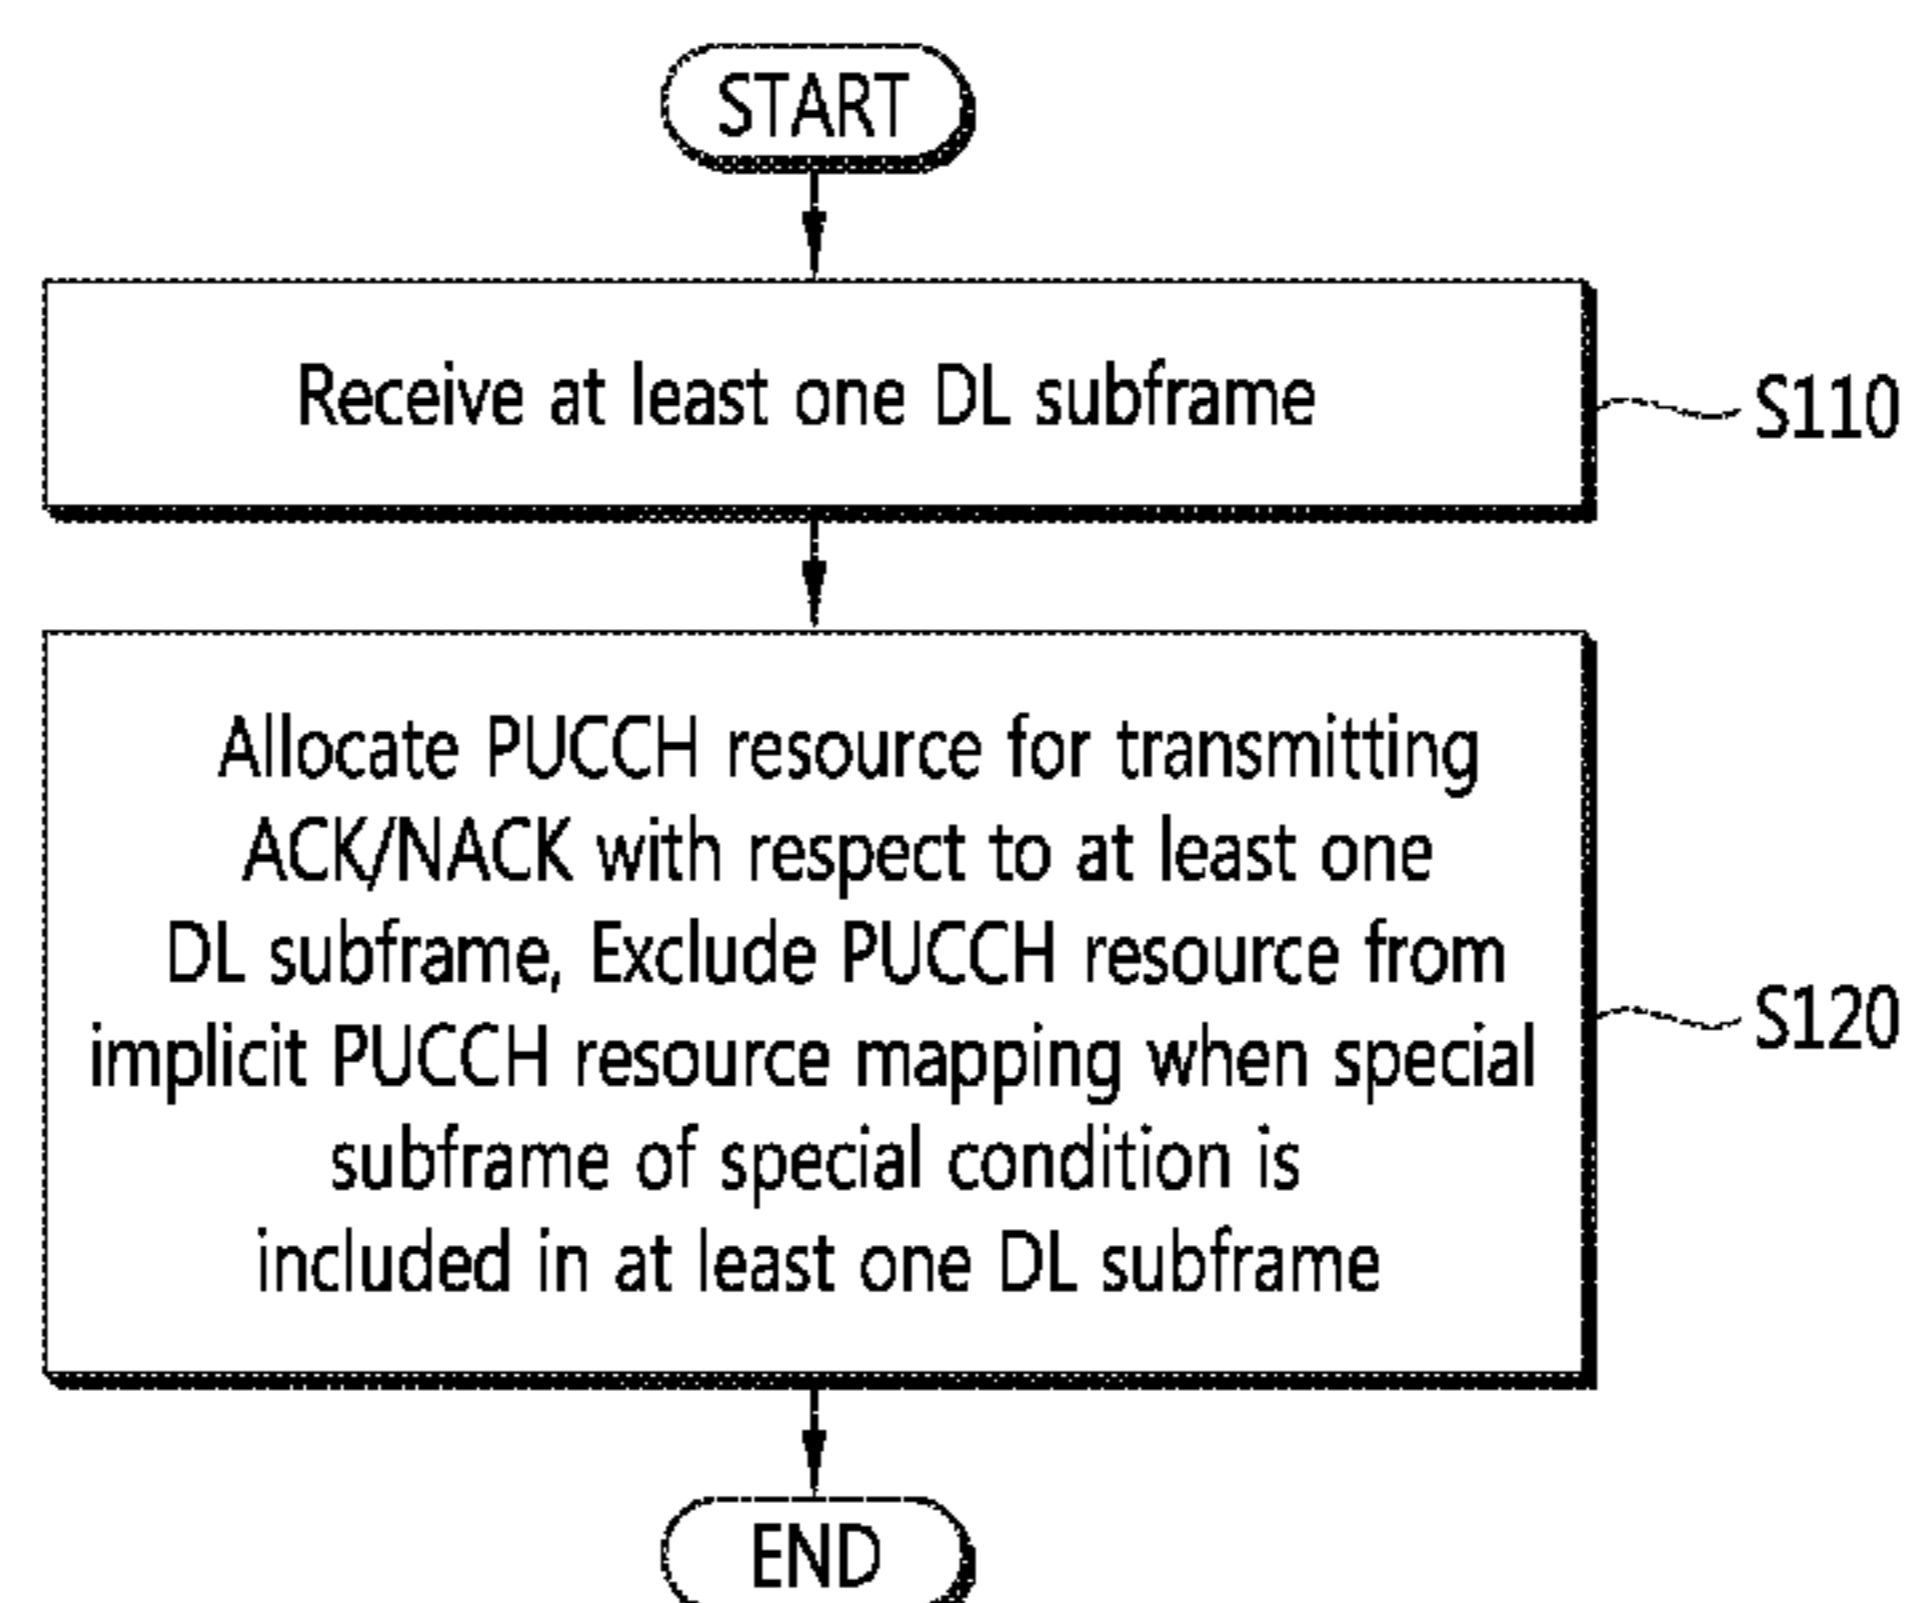 START
Receive at least one DL subframe
S110
Allocate PUCCH resource for transmitting
ACK/NACK with respect to at least one
DL subframe, Exclude PUCCH resource from
implicit PUCCH resource mapping when special
subframe of special condition is
included in at least one DL subframe
S120
END